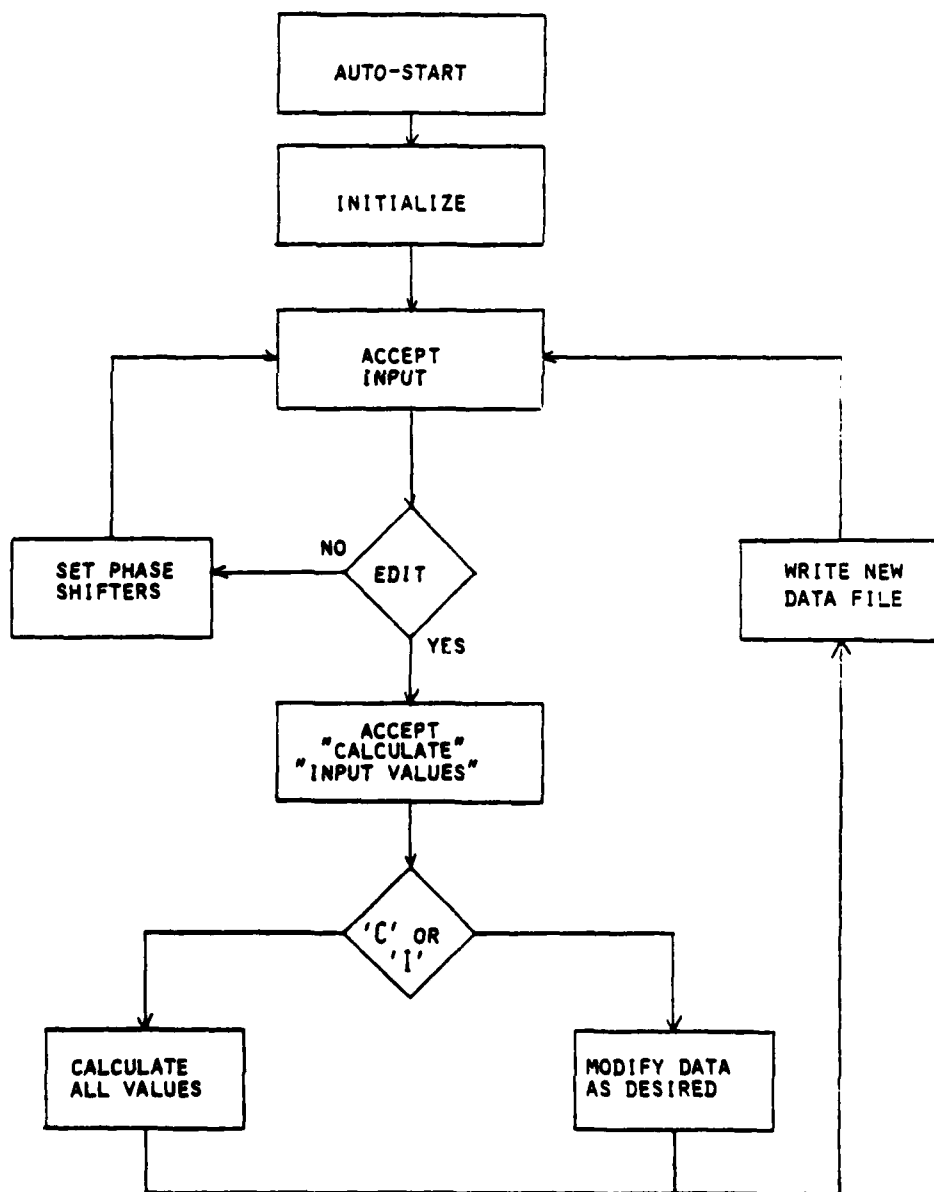 AUTO-START
INITIALIZE
ACCEPT
INPUT
NO
EDIT
SET PHASE
SHIFTERS
WRITE NEW
DATA FILE
YES
ACCEPT
"CALCULATE"
"INPUT VALUES"
'C' OR
'I'
CALCULATE
ALL VALUES
MODIFY DATA
AS DESIRED